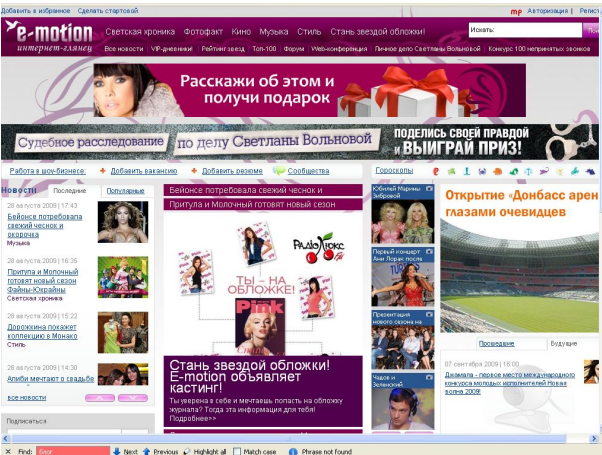 Добавить в избранное Сделать стартовой
mp Авторизация |
e-motion
интернет-глянец
Светская хроника Фотофакт Кино Музыка Стиль Стань звездой обложки!
Искать:
Все новости | VIP-дневники! | Рейтинг звезд | Топ-100 | Форум | Web-конференция | Личное дело Светланы Вольновой | Конкурс 100 непринятых звонков
Расскажи об этом и
получи подарок
Судебное расследование по делу Светланы Вольновой
ПОДЕЛИСЬ СВОЕЙ ПРАВДОЙ
и ВЫИГРАЙ ПРИЗ!
Работа в шоу-бизнесе: Добавить вакансию Добавить резюме Сообщества
Гороскопы
Новости Последние Популярные
28 августа 2009 | 17:43
Бейонсе потребовала
свежий чеснок и
окорочка
Музыка
28 августа 2009 | 16:35
Притула и Молочный
готовят новый сезон
Файны-Юкрайны
Светская хроника
28 августа 2009 | 15:22
Дорожкина покажет
коллекцию в Монако
Стиль
28 августа 2009 | 14:30
Алиби мечтают о свадьбе
все новости
Подписаться
Бейонсе потребовала свежий чеснок и
Притула и Молочный готовят новый сезон
РАДІО ЛЮКС
FM
ТЫ - НА
ОБЛОЖКЕ!
Pink
Стань звездой обложки!
E-motion объявляет
кастинг!
Ты уверена в себе и мечтаешь попасть на обложку
журнала? Тогда эта информация для тебя!
Подробнее>>
Юбилей Марины
Зибровой
Первый концерт
Ани Лорак после
Презентация
нового сезона на
Чадов и
Зеленский
Открытие «Донбасс арен
глазами очевидцев
Прошедшие Будущие
07 сентября 2009 | 16:00
Джамала - первое место международного
конкурса молодых исполнителей Новая
волна 2009!
Find: блог Next Previous Highlight all Match case Phrase not found